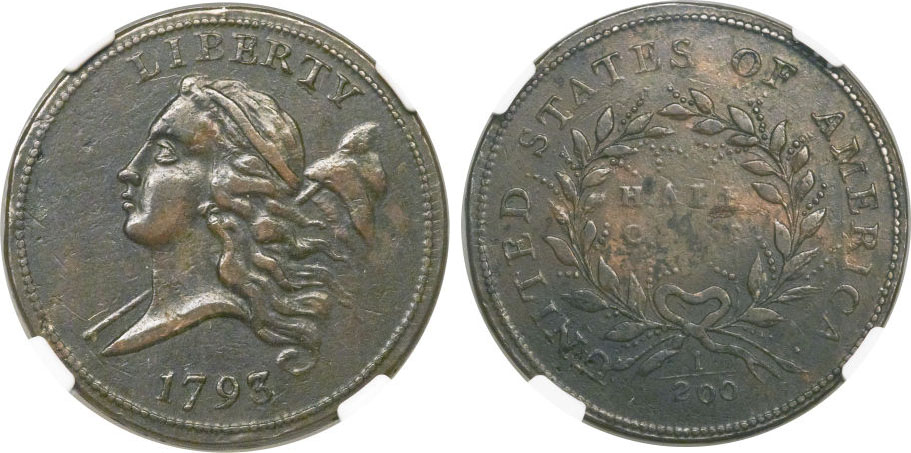 LIBERTY
1793
UNITED STATES OF AMERICA
HALF
1
200